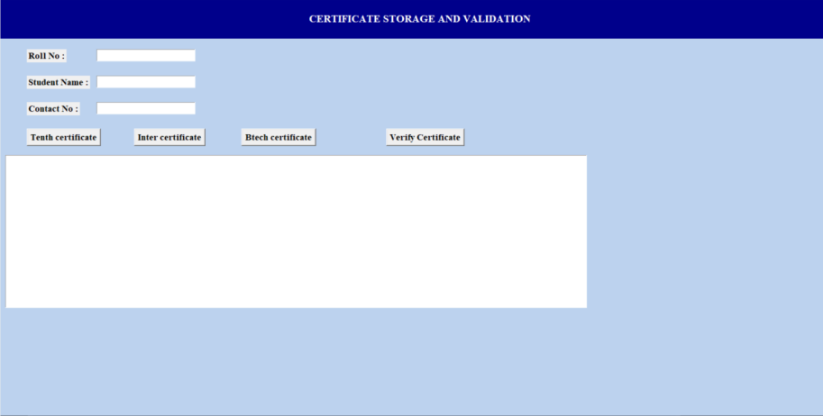 CERTIFICATE STORAGE AND VALIDATION
Roll No :
Student Name :
Contact No :
Tenth certificate Inter certificate Btech certificate Verify Certificate